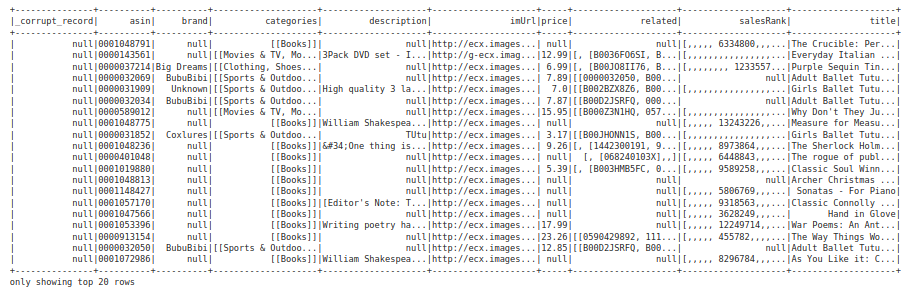 +---------------+----------+----------+--------------------+--------------------+--------------------+-----+--------------------+--------------------+--------------------+
|_corrupt_record|      asin|     brand|          categories|         description|               imUrl|price|             related|           salesRank|               title|
+---------------+----------+----------+--------------------+--------------------+--------------------+-----+--------------------+--------------------+--------------------+
|           null|0001048791|      null|           [[Books]]|                null|http://ecx.images...| null|                null|[,,,,, 6334800,,,...|The Crucible: Per...|
|           null|0000143561|      null|[[Movies & TV, Mo...|3Pack DVD set - I...|http://g-ecx.imag...|12.99|[, [B0036FO6SI, B...|[,,,,,,,,,,,,,,,,...|Everyday Italian ...|
|           null|0000037214|Big Dreams|[[Clothing, Shoes...|                null|http://ecx.images...| 6.99|[, [B00JO8II76, B...|[,,,,,,,, 1233557...|Purple Sequin Tin...|
|           null|0000032069|  BubuBibi|[[Sports & Outdoo...|                null|http://ecx.images...| 7.89|[[0000032050, B00...|                null|Adult Ballet Tutu...|
|           null|0000031909|   Unknown|[[Sports & Outdoo...|High quality 3 la...|http://ecx.images...|  7.0|[[B002BZX8Z6, B00...|[,,,,,,,,,,,,,,,,...|Girls Ballet Tutu...|
|           null|0000032034|  BubuBibi|[[Sports & Outdoo...|                null|http://ecx.images...| 7.87|[[B00D2JSRFQ, 000...|                null|Adult Ballet Tutu...|
|           null|0000589012|      null|[[Movies & TV, Mo...|                null|http://ecx.images...|15.95|[[B000Z3N1HQ, 057...|[,,,,,,,,,,,,,,,,...|Why Don't They Ju...|
|           null|0001048775|      null|           [[Books]]|William Shakespea...|http://ecx.images...| null|                null|[,,,,, 13243226,,...|Measure for Measu...|
|           null|0000031852|  Coxlures|[[Sports & Outdoo...|                TUtu|http://ecx.images...| 3.17|[[B00JHONN1S, B00...|[,,,,,,,,,,,,,,,,...|Girls Ballet Tutu...|
|           null|0001048236|      null|           [[Books]]|&#34;One thing is...|http://ecx.images...| 9.26|[, [1442300191, 9...|[,,,,, 8973864,,,...|The Sherlock Holm...|
|           null|0000401048|      null|           [[Books]]|                null|http://ecx.images...| null|  [, [068240103X],,]|[,,,,, 6448843,,,...|The rogue of publ...|
|           null|0001019880|      null|           [[Books]]|                null|http://ecx.images...| 5.39|[, [B003HMB5FC, 0...|[,,,,, 9589258,,,...|Classic Soul Winn...|
|           null|0001048813|      null|           [[Books]]|                null|http://ecx.images...| null|                null|                null|Archer Christmas ...|
|           null|0001148427|      null|           [[Books]]|                null|http://ecx.images...| null|                null|[,,,,, 5806769,,,...| Sonatas - For Piano|
|           null|0001057170|      null|           [[Books]]|[Editor's Note: T...|http://ecx.images...| null|                null|[,,,,, 9318563,,,...|Classic Connolly ...|
|           null|0001047566|      null|           [[Books]]|                null|http://ecx.images...| null|                null|[,,,,, 3628249,,,...|       Hand in Glove|
|           null|0001053396|      null|           [[Books]]|Writing poetry ha...|http://ecx.images...|17.99|                null|[,,,,, 12249714,,...|War Poems: An Ant...|
|           null|0000913154|      null|           [[Books]]|                null|http://ecx.images...|23.26|[[0590429892, 111...|[,,,,, 455782,,,,...|The Way Things Wo...|
|           null|0000032050|  BubuBibi|[[Sports & Outdoo...|                null|http://ecx.images...|12.85|[[B00D2JSRFQ, B00...|                null|Adult Ballet Tutu...|
|           null|0001072986|      null|           [[Books]]|William Shakespea...|http://ecx.images...| null|                null|[,,,,, 8296784,,,...|As You Like it: C...|
+---------------+----------+----------+--------------------+--------------------+--------------------+-----+--------------------+--------------------+--------------------+
only showing top 20 rows